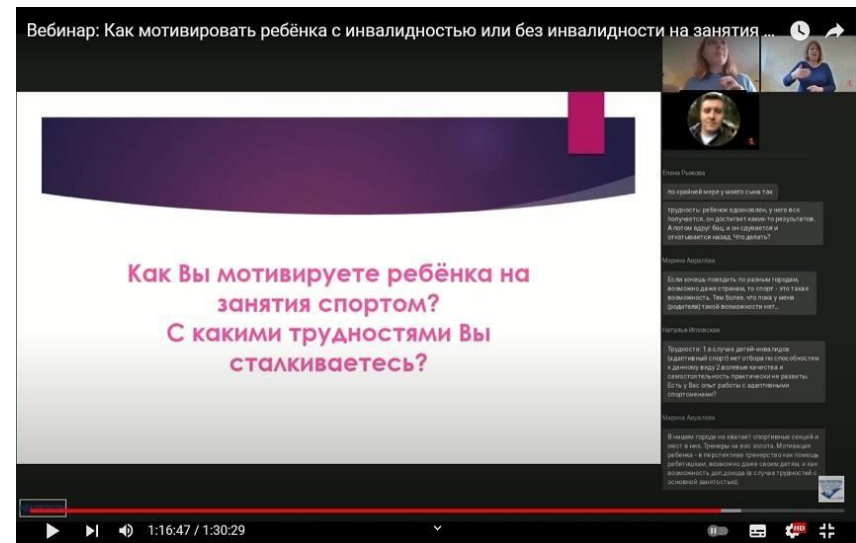 Вебинар: Как мотивировать ребёнка с инвалидностью или без инвалидности на занятия ...
Как Вы мотивируете ребёнка на
занятия спортом?
С какими трудностями Вы
сталкиваетесь?
Елена Рыжова
по крайней мере у моего сына так
трудность: ребенок вдохновлен, у него все
получается, он достигает каких-то результатов.
А потом вдруг бац, и он сдувается и
откатывается назад. Что делать?
Марина Авралёва
Если хочешь поездить по разным городам,
возможно даже странам, то спорт - это такая
возможность. Тем более, что пока у меня
(родителя) такой возможности нет..
Наталья Игловская
Трудности: 1.в случае детей-инвалидов
(адаптивный спорт) нет отбора по способностям
к данному виду 2.волевые качества и
самостоятельность практически не развиты.
Есть у Вас опыт работы с адаптивными
спортсменами?
Марина Авралёва
В нашем городе не хватает спортивных секций и
мест в них. Тренеры на вес золота. Мотивация
ребенка - в перспективе тренерство как помощь
ребятишкам, возможно даже своим детям, и как
возможность доп.дохода (в случае трудностей с
основной занятостью).
1:16:47 / 1:30:29
HD